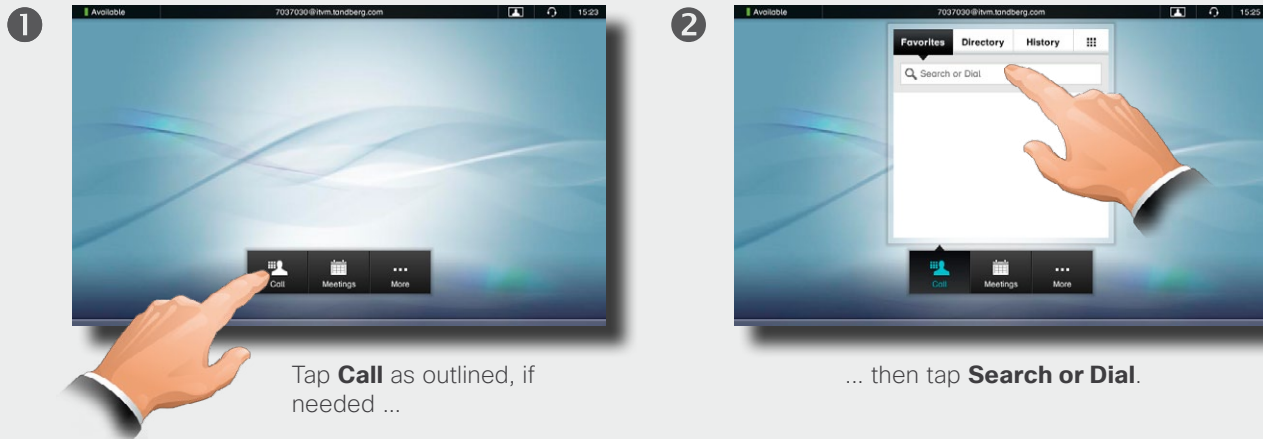 1
Available 7037030@itvm.tandberg.com 15:23
Call Meetings More
Tap Call as outlined, if
needed ...
2
Available 7037030@itvm.tandberg.com 15:25
Favorites Directory History
Search or Dial
Call Meetings More
... then tap Search or Dial.